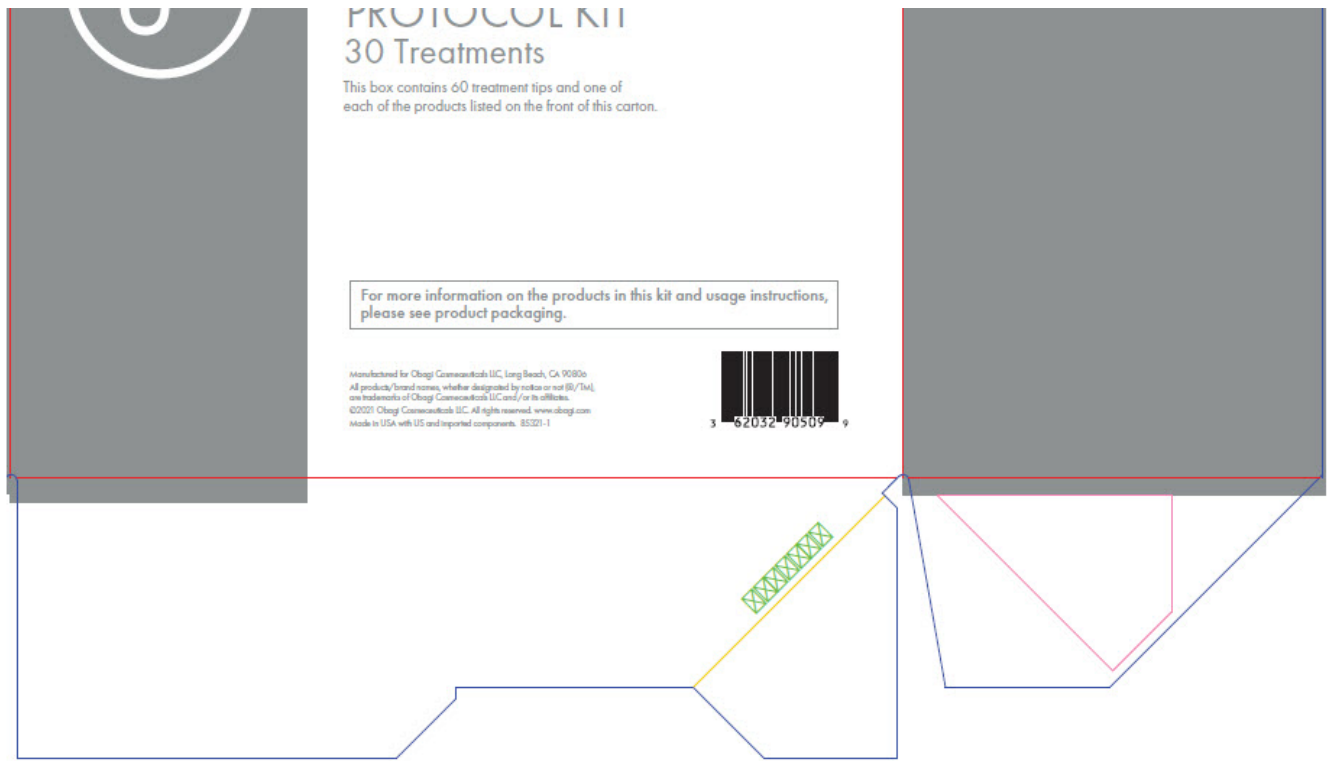 PROTOCOL KIT
30 Treatments
This box contains 60 treatment tips and one of
each of the products listed on the front of this carton.
For more information on the products in this kit and usage instructions,
please see product packaging.
Manufactured for Obagi Cosmeceuticals LLC, Long Beach, CA 90806
All products/brand names, whether designated by notice or not (®/TM),
are trademarks of Obagi Cosmeceuticals LLC and/or its affiliates.
©2021 Obagi Cosmeceuticals LLC. All rights reserved. www.obagi.com
Made in USA with US and imported components. 85321-1
3 62032 90509 9